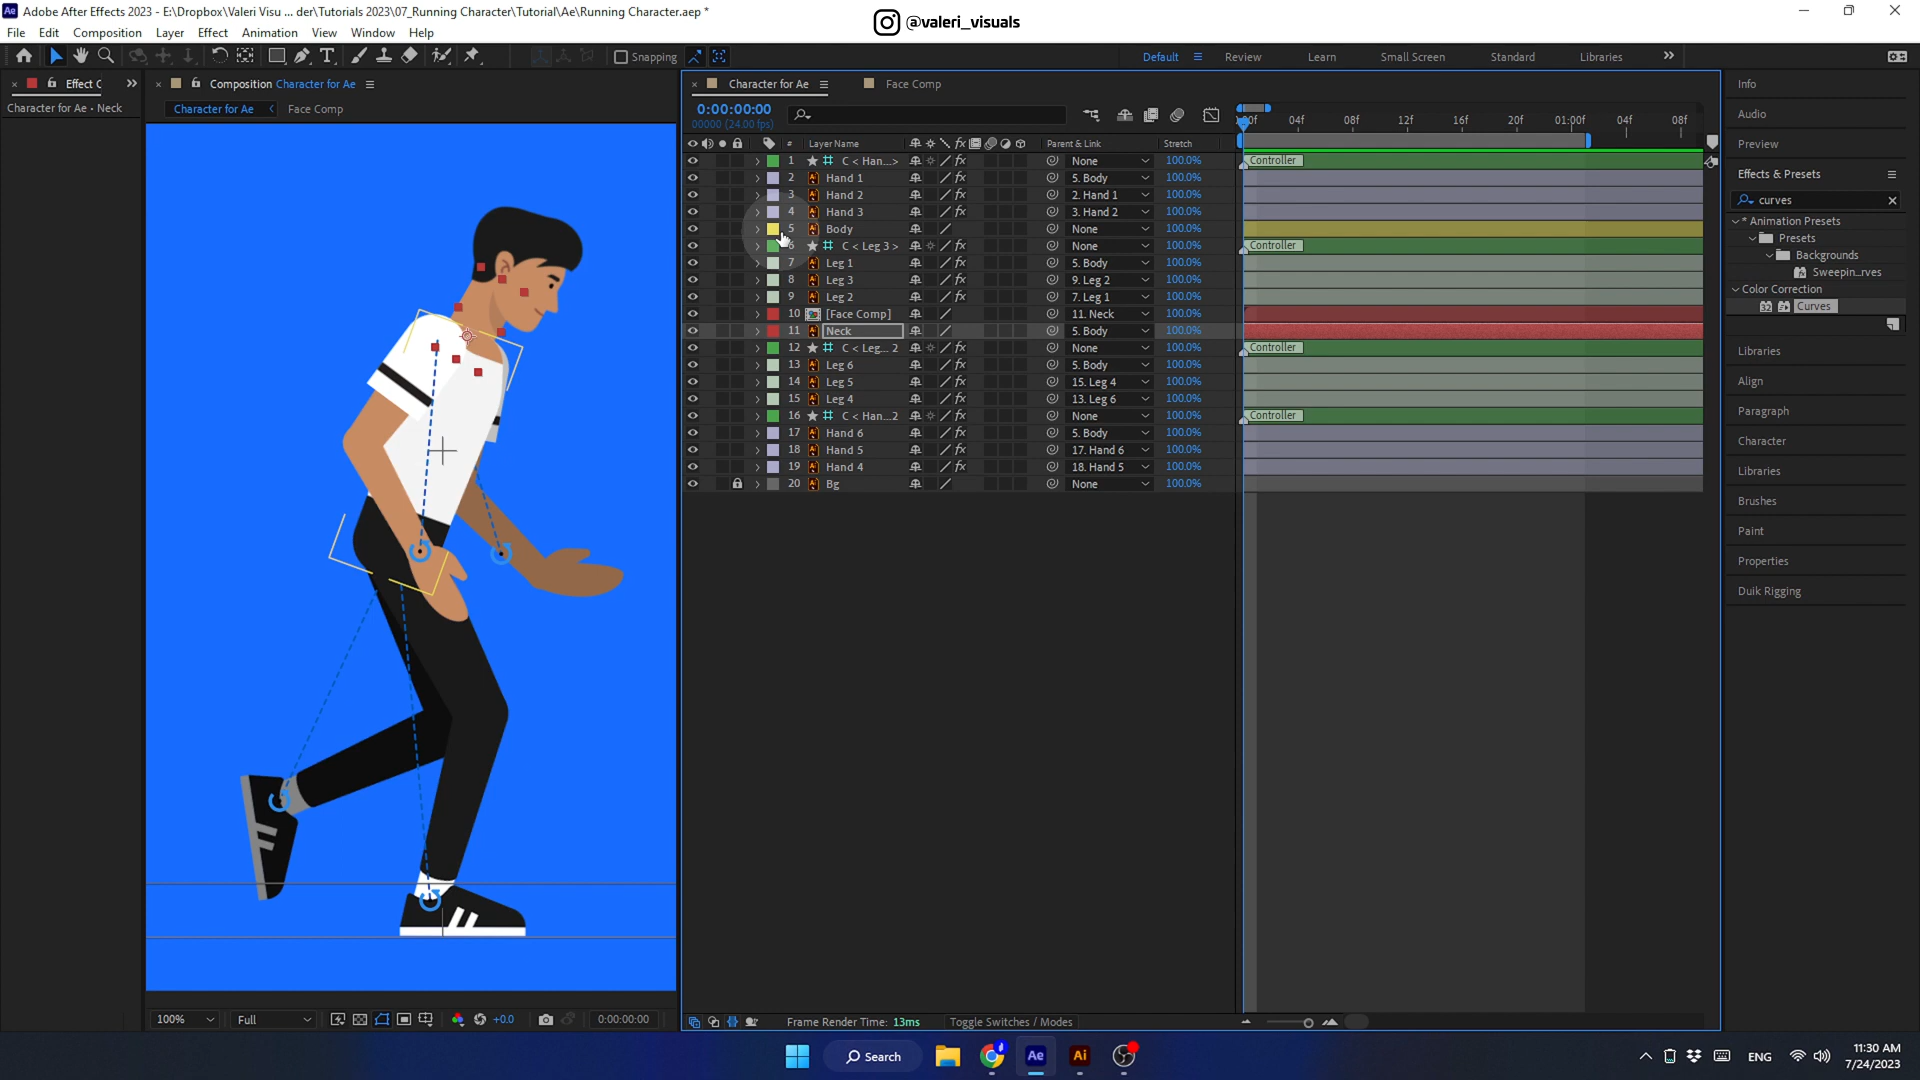 Adobe After Effects 2023 - E:\Dropbox\Valeri Visu ... der\Tutorials 2023\07_Running Character\Tutorial\Ae\Running Character.aep *
@valeri_visuals
File Edit Composition Layer Effect Animation View Window Help
Snapping
Default Review Learn Small Screen Standard Libraries
Effect C
Character for Ae • Neck
Composition Character for Ae
Character for Ae Face Comp
Character for Ae Face Comp
0:00:00:00
00000 (24.00 fps)
04f 08f 12f 16f 20f 01:00f 04f 08f
# Layer Name Parent & Link Stretch
1 C < Han...> None 100.0% Controller
2 Hand 1 5. Body 100.0%
3 Hand 2 2. Hand 1 100.0%
4 Hand 3 3. Hand 2 100.0%
5 Body None 100.0%
6 C < Leg 3 > None 100.0% Controller
7 Leg 1 5. Body 100.0%
8 Leg 3 9. Leg 2 100.0%
9 Leg 2 7. Leg 1 100.0%
10 [Face Comp] 11. Neck 100.0%
11 Neck 5. Body 100.0%
12 C < Leg... 2 None 100.0% Controller
13 Leg 6 5. Body 100.0%
14 Leg 5 15. Leg 4 100.0%
15 Leg 4 13. Leg 6 100.0%
16 C < Han...2 None 100.0% Controller
17 Hand 6 5. Body 100.0%
18 Hand 5 17. Hand 6 100.0%
19 Hand 4 18. Hand 5 100.0%
20 Bg None 100.0%
Info
Audio
Preview
Effects & Presets
curves
* Animation Presets
Presets
Backgrounds
Sweepin...rves
Color Correction
Curves
Libraries
Align
Paragraph
Character
Libraries
Brushes
Paint
Properties
Duik Rigging
100% Full +0.0 0:00:00:00
Frame Render Time: 13ms Toggle Switches / Modes
Search
ENG
11:30 AM
7/24/2023